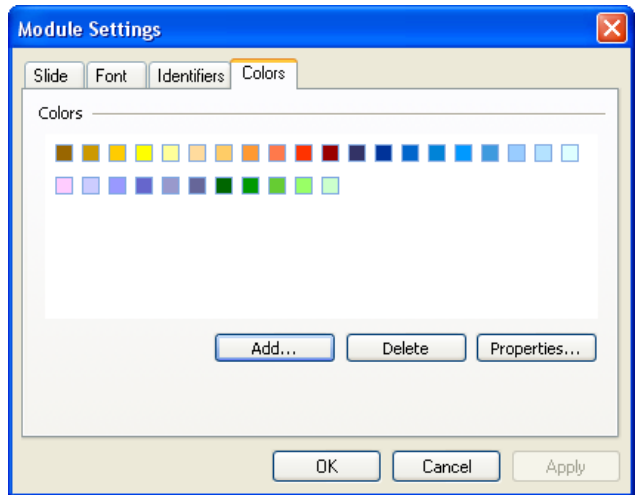 Module Settings
Slide Font Identifiers Colors
Colors
Add... Delete Properties...
OK Cancel Apply